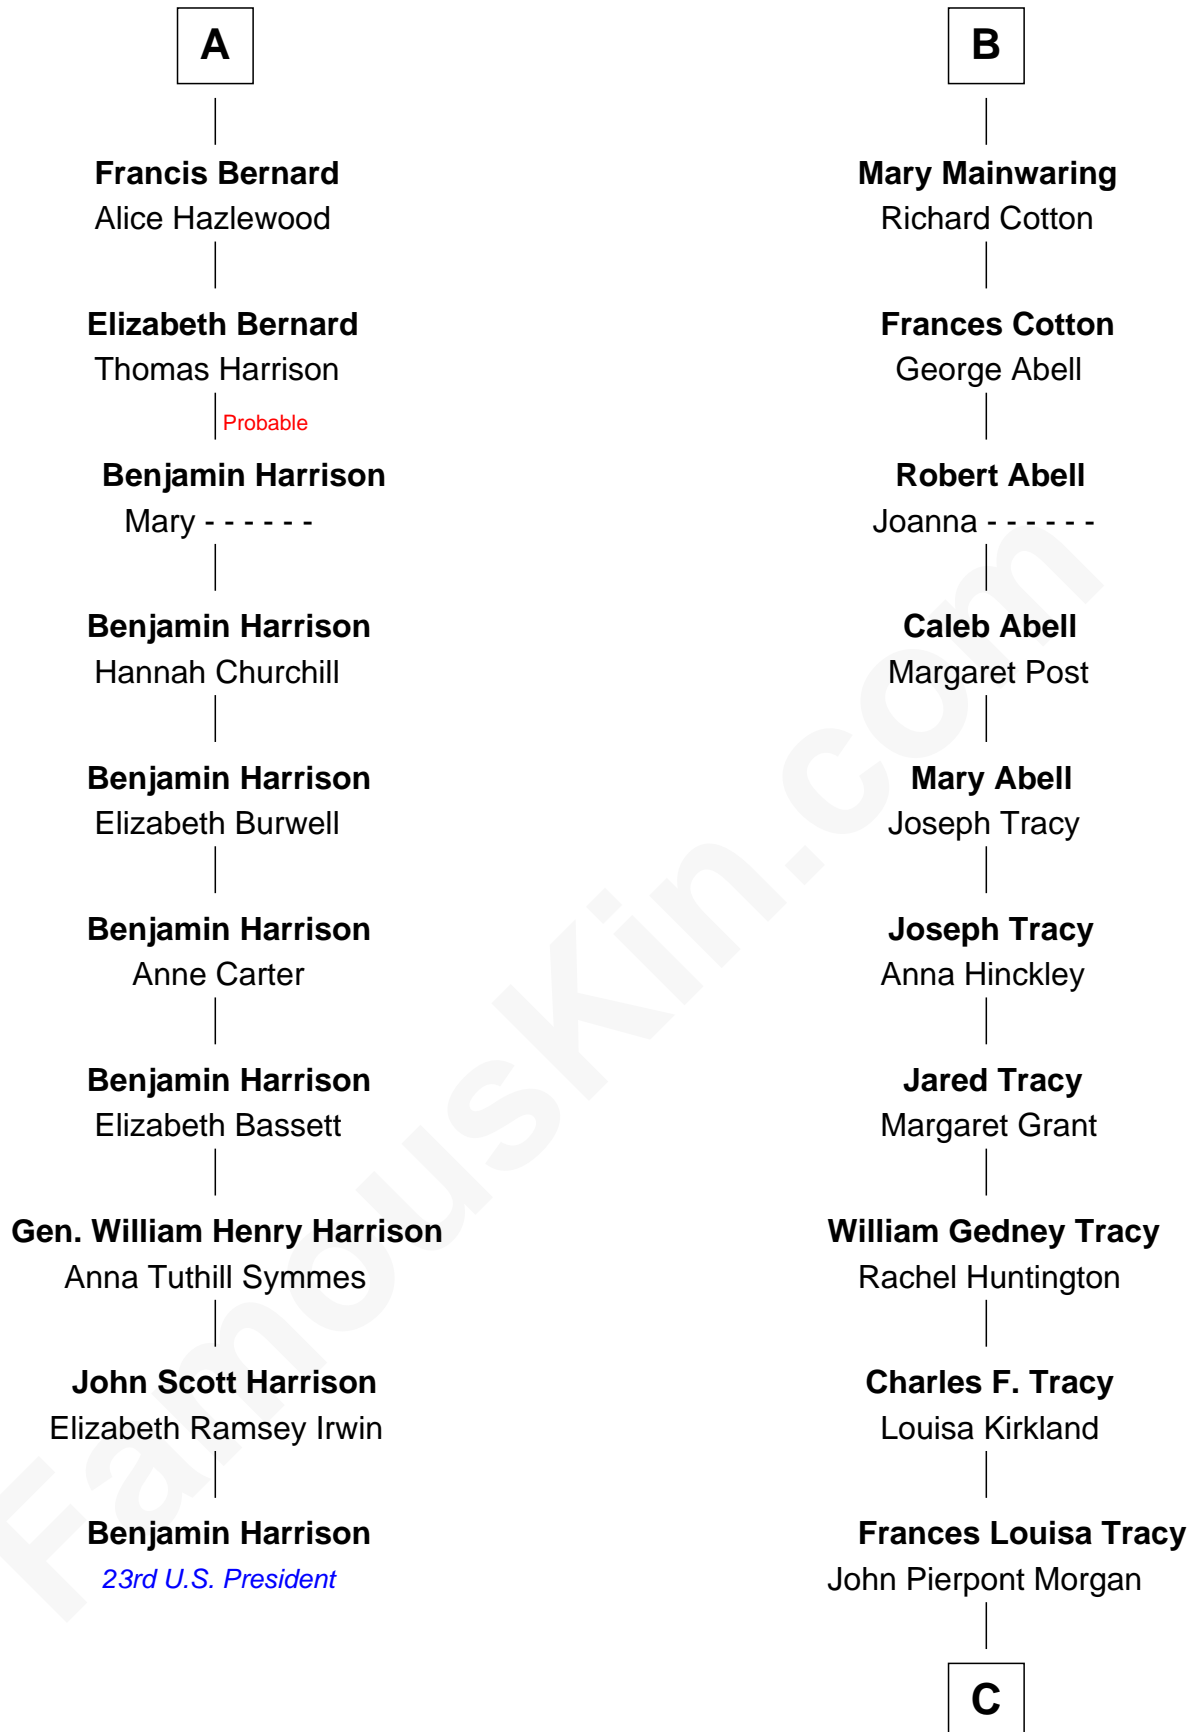 A
Francis Bernard
Alice Hazlewood
Elizabeth Bernard
Thomas Harrison
Probable
Benjamin Harrison
Mary - - - - - -
Benjamin Harrison
Hannah Churchill
Benjamin Harrison
Elizabeth Burwell
Benjamin Harrison
Anne Carter
Benjamin Harrison
Elizabeth Bassett
Gen. William Henry Harrison
Anna Tuthill Symmes
John Scott Harrison
Elizabeth Ramsey Irwin
Benjamin Harrison
23rd U.S. President
B
Mary Mainwaring
Richard Cotton
Frances Cotton
George Abell
Robert Abell
Joanna - - - - - -
Caleb Abell
Margaret Post
Mary Abell
Joseph Tracy
Joseph Tracy
Anna Hinckley
Jared Tracy
Margaret Grant
William Gedney Tracy
Rachel Huntington
Charles F. Tracy
Louisa Kirkland
Frances Louisa Tracy
John Pierpont Morgan
C
FamousKin.com